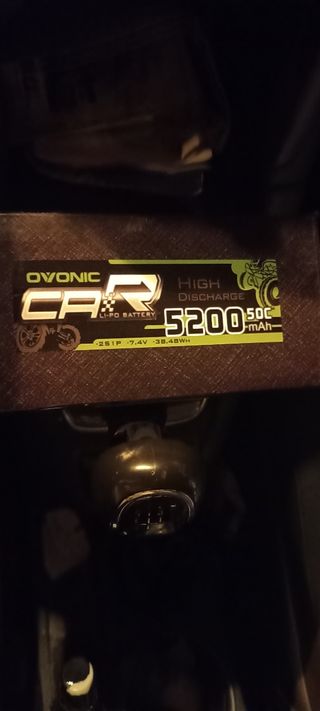 OVONIC
CAR
LI-PO BATTERY
HIGH
DISCHARGE
5200 50C
mAh
-2S1P -7.4V -38.48WH